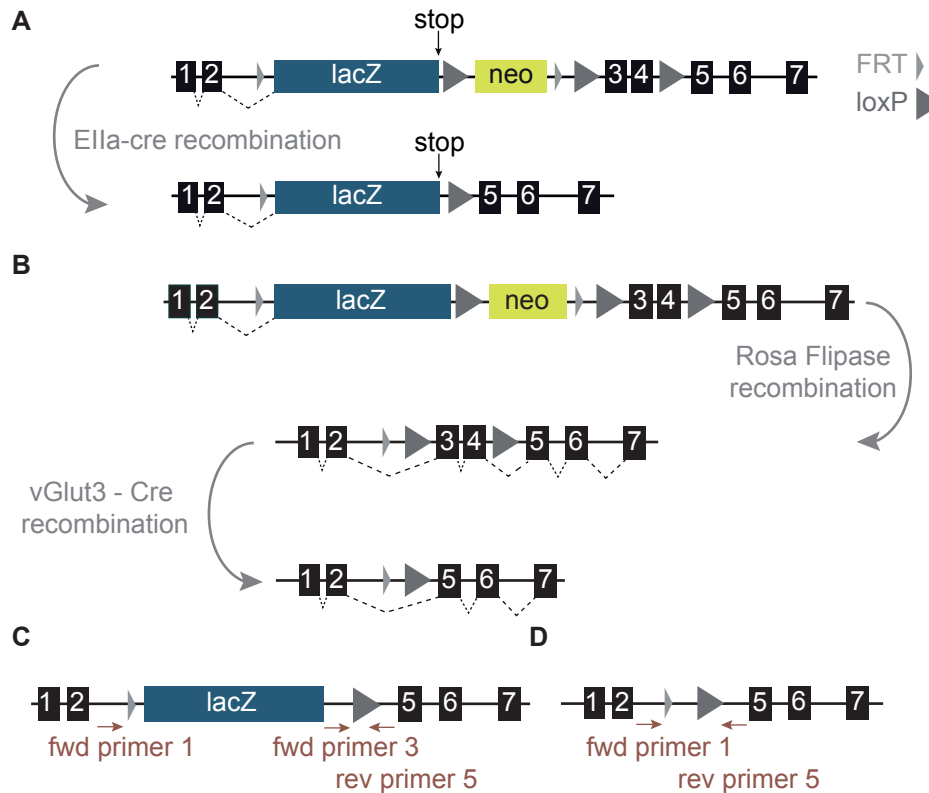 A
stop
1 2 lacZ neo 3 4 5 6 7
FRT
loxP
EIIa-cre recombination
stop
1 2 lacZ 5 6 7
B
1 2 lacZ neo 3 4 5 6 7
Rosa Flipase
recombination
1 2 3 4 5 6 7
vGlut3 - Cre
recombination
1 2 5 6 7
C
1 2 lacZ 5 6 7
fwd primer 1 fwd primer 3
rev primer 5
D
1 2 5 6 7
fwd primer 1
rev primer 5